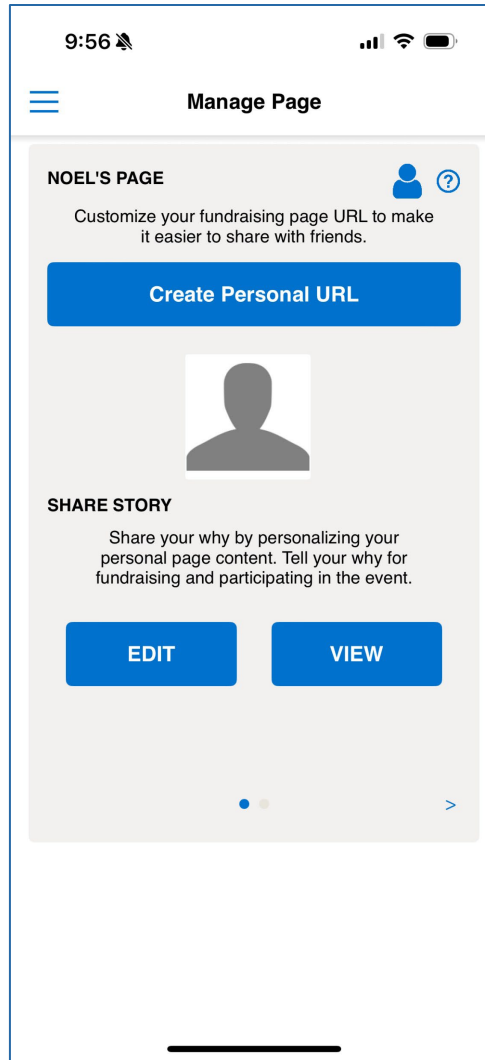 9:56
Manage Page
NOEL'S PAGE
?
Customize your fundraising page URL to make
it easier to share with friends.
Create Personal URL
SHARE STORY
Share your why by personalizing your
personal page content. Tell your why for
fundraising and participating in the event.
EDIT VIEW
>